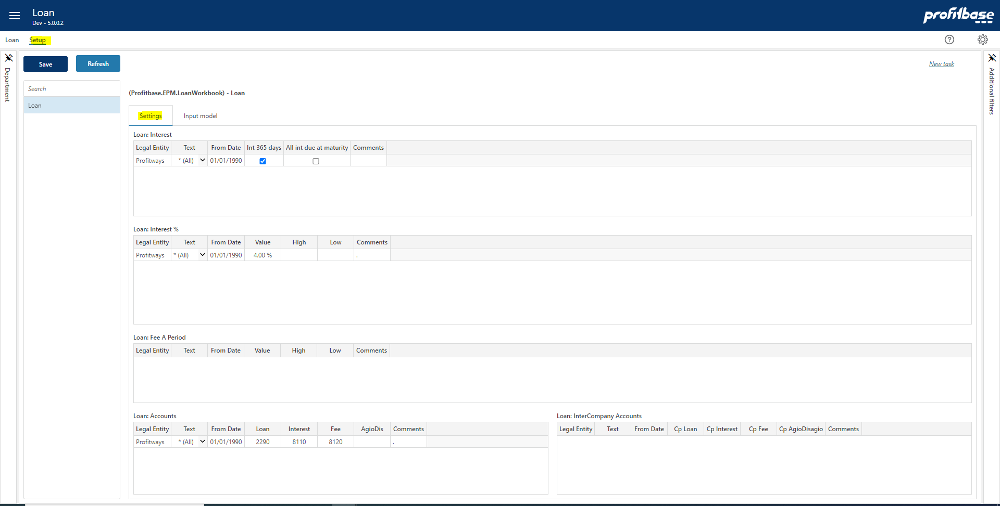 Loan
Dev - 5.0.0.2
profitbase
Loan Setup
Department
Save Refresh New task
Additional filters
Search
Loan
(Profitbase.EPM.LoanWorkbook) - Loan
Settings Input model
Loan: Interest
Legal Entity Text From Date Int 365 days All int due at maturity Comments
Profitways * (All) 01/01/1990
Loan: Interest %
Legal Entity Text From Date Value High Low Comments
Profitways * (All) 01/01/1990 4.00 % .
Loan: Fee A Period
Legal Entity Text From Date Value High Low Comments
Loan: Accounts
Legal Entity Text From Date Loan Interest Fee AgioDis Comments
Profitways * (All) 01/01/1990 2290 8110 8120 .
Loan: InterCompany Accounts
Legal Entity Text From Date Cp Loan Cp Interest Cp Fee Cp AgioDisagio Comments